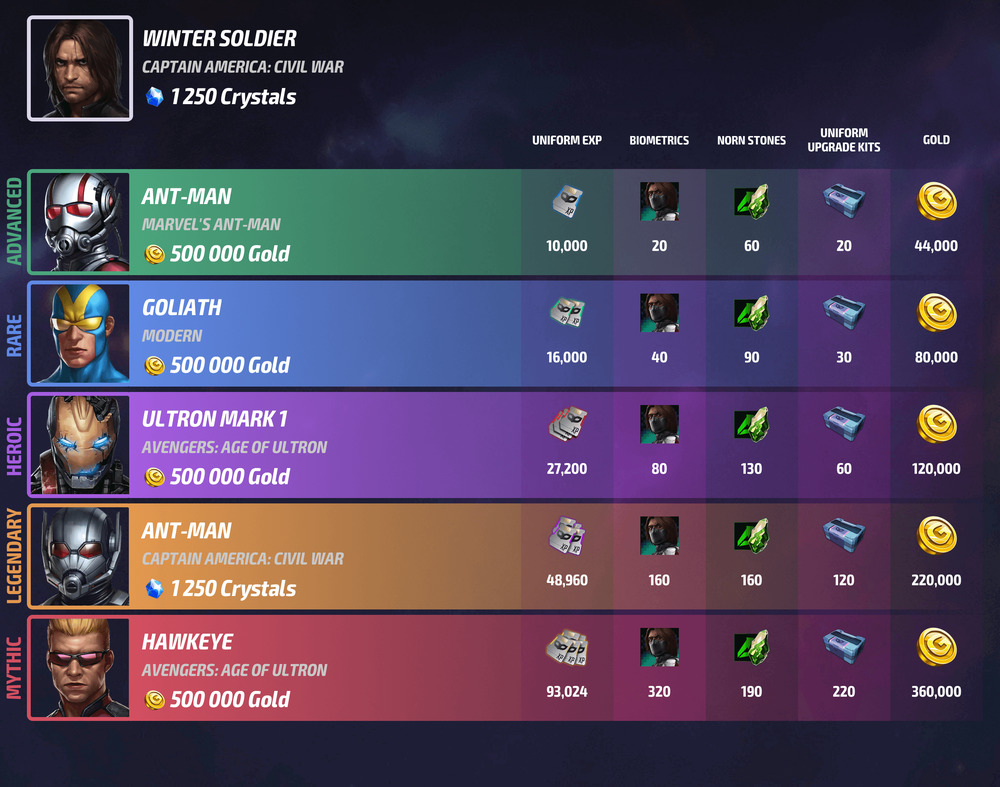 WINTER SOLDIER
CAPTAIN AMERICA: CIVIL WAR
1 250 Crystals
UNIFORM EXP BIOMETRICS NORN STONES UNIFORM UPGRADE KITS GOLD
ADVANCED
ANT-MAN
MARVEL'S ANT-MAN
500 000 Gold
10,000 20 60 20 44,000
RARE
GOLIATH
MODERN
500 000 Gold
16,000 40 90 30 80,000
HEROIC
ULTRON MARK 1
AVENGERS: AGE OF ULTRON
500 000 Gold
27,200 80 130 60 120,000
LEGENDARY
ANT-MAN
CAPTAIN AMERICA: CIVIL WAR
1 250 Crystals
48,960 160 160 120 220,000
MYTHIC
HAWKEYE
AVENGERS: AGE OF ULTRON
500 000 Gold
93,024 320 190 220 360,000